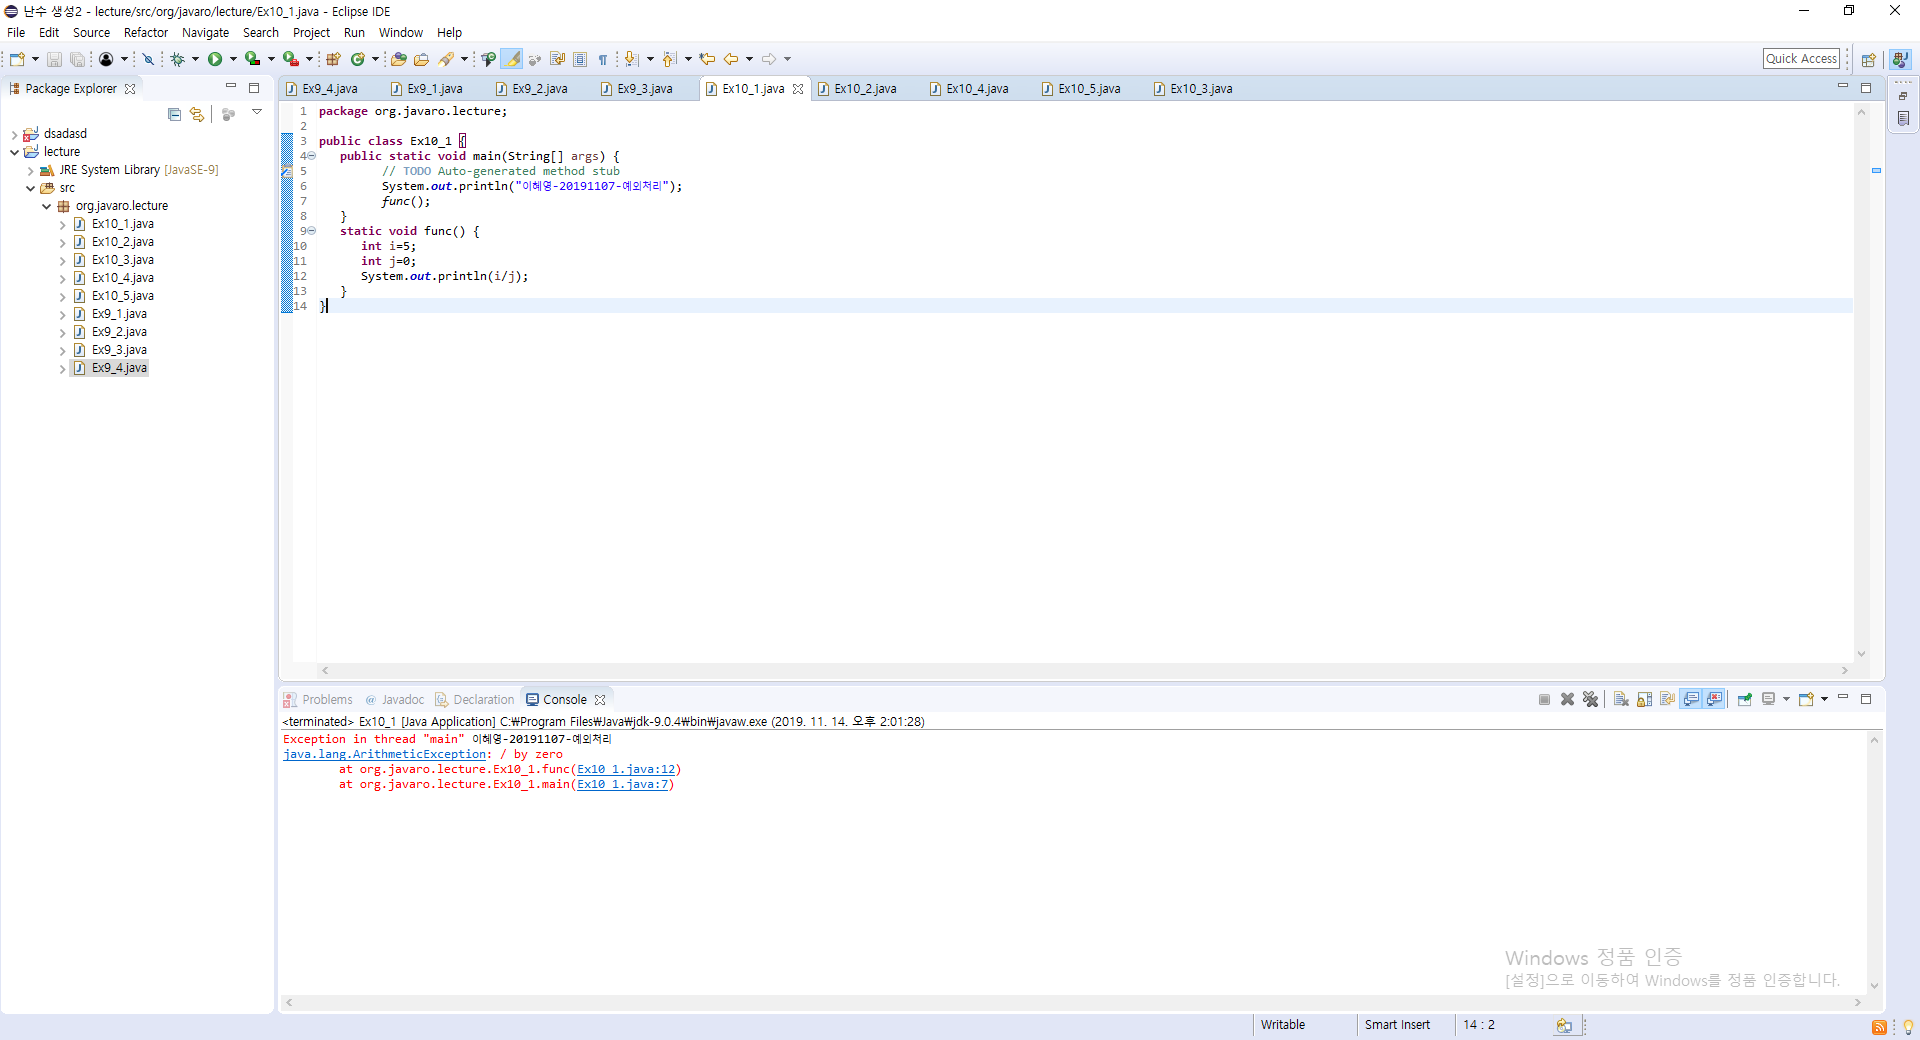 난수 생성2 - lecture/src/org/javaro/lecture/Ex10_1.java - Eclipse IDE
File Edit Source Refactor Navigate Search Project Run Window Help
Quick Access
Package Explorer
dsadasd
lecture
JRE System Library [JavaSE-9]
src
org.javaro.lecture
Ex10_1.java
Ex10_2.java
Ex10_3.java
Ex10_4.java
Ex10_5.java
Ex9_1.java
Ex9_2.java
Ex9_3.java
Ex9_4.java
Ex9_4.java Ex9_1.java Ex9_2.java Ex9_3.java Ex10_1.java Ex10_2.java Ex10_4.java Ex10_5.java Ex10_3.java
1 package org.javaro.lecture;
2
3 public class Ex10_1 {
4 public static void main(String[] args) {
5 // TODO Auto-generated method stub
6 System.out.println("이혜영-20191107-예외처리");
7 func();
8 }
9 static void func() {
10 int i=5;
11 int j=0;
12 System.out.println(i/j);
13 }
14 }
Problems @ Javadoc Declaration Console
<terminated> Ex10_1 [Java Application] C:₩Program Files₩Java₩jdk-9.0.4₩bin₩javaw.exe (2019. 11. 14. 오후 2:01:28)
Exception in thread "main" 이혜영-20191107-예외처리
java.lang.ArithmeticException: / by zero
at org.javaro.lecture.Ex10_1.func(Ex10_1.java:12)
at org.javaro.lecture.Ex10_1.main(Ex10_1.java:7)
Windows 정품 인증
[설정]으로 이동하여 Windows를 정품 인증합니다.
Writable Smart Insert 14 : 2